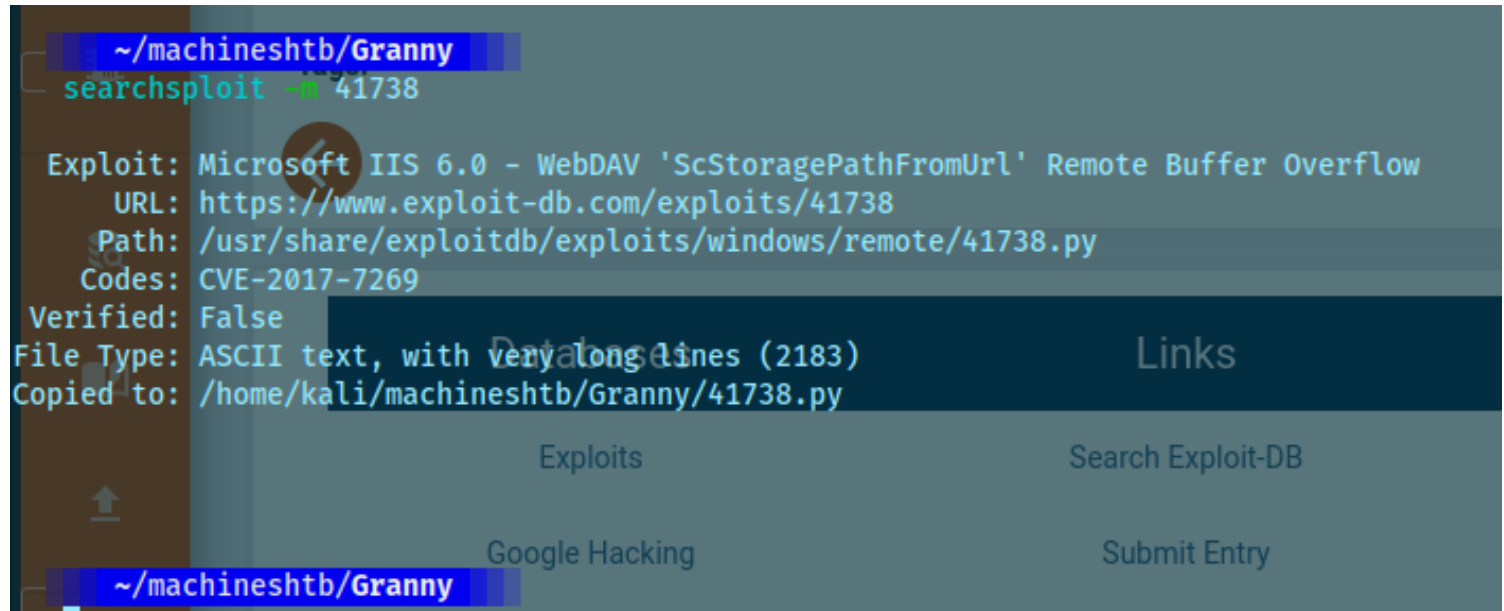 ~/machineshtb/Granny
Tags:
searchsploit -m 41738
Exploit: Microsoft IIS 6.0 - WebDAV 'ScStoragePathFromUrl' Remote Buffer Overflow
URL: https://www.exploit-db.com/exploits/41738
Path: /usr/share/exploitdb/exploits/windows/remote/41738.py
Codes: CVE-2017-7269
Verified: False
File Type: ASCII text, with very long lines (2183)
Databases
Links
Copied to: /home/kali/machineshtb/Granny/41738.py
Exploits
Search Exploit-DB
Google Hacking
Submit Entry
~/machineshtb/Granny